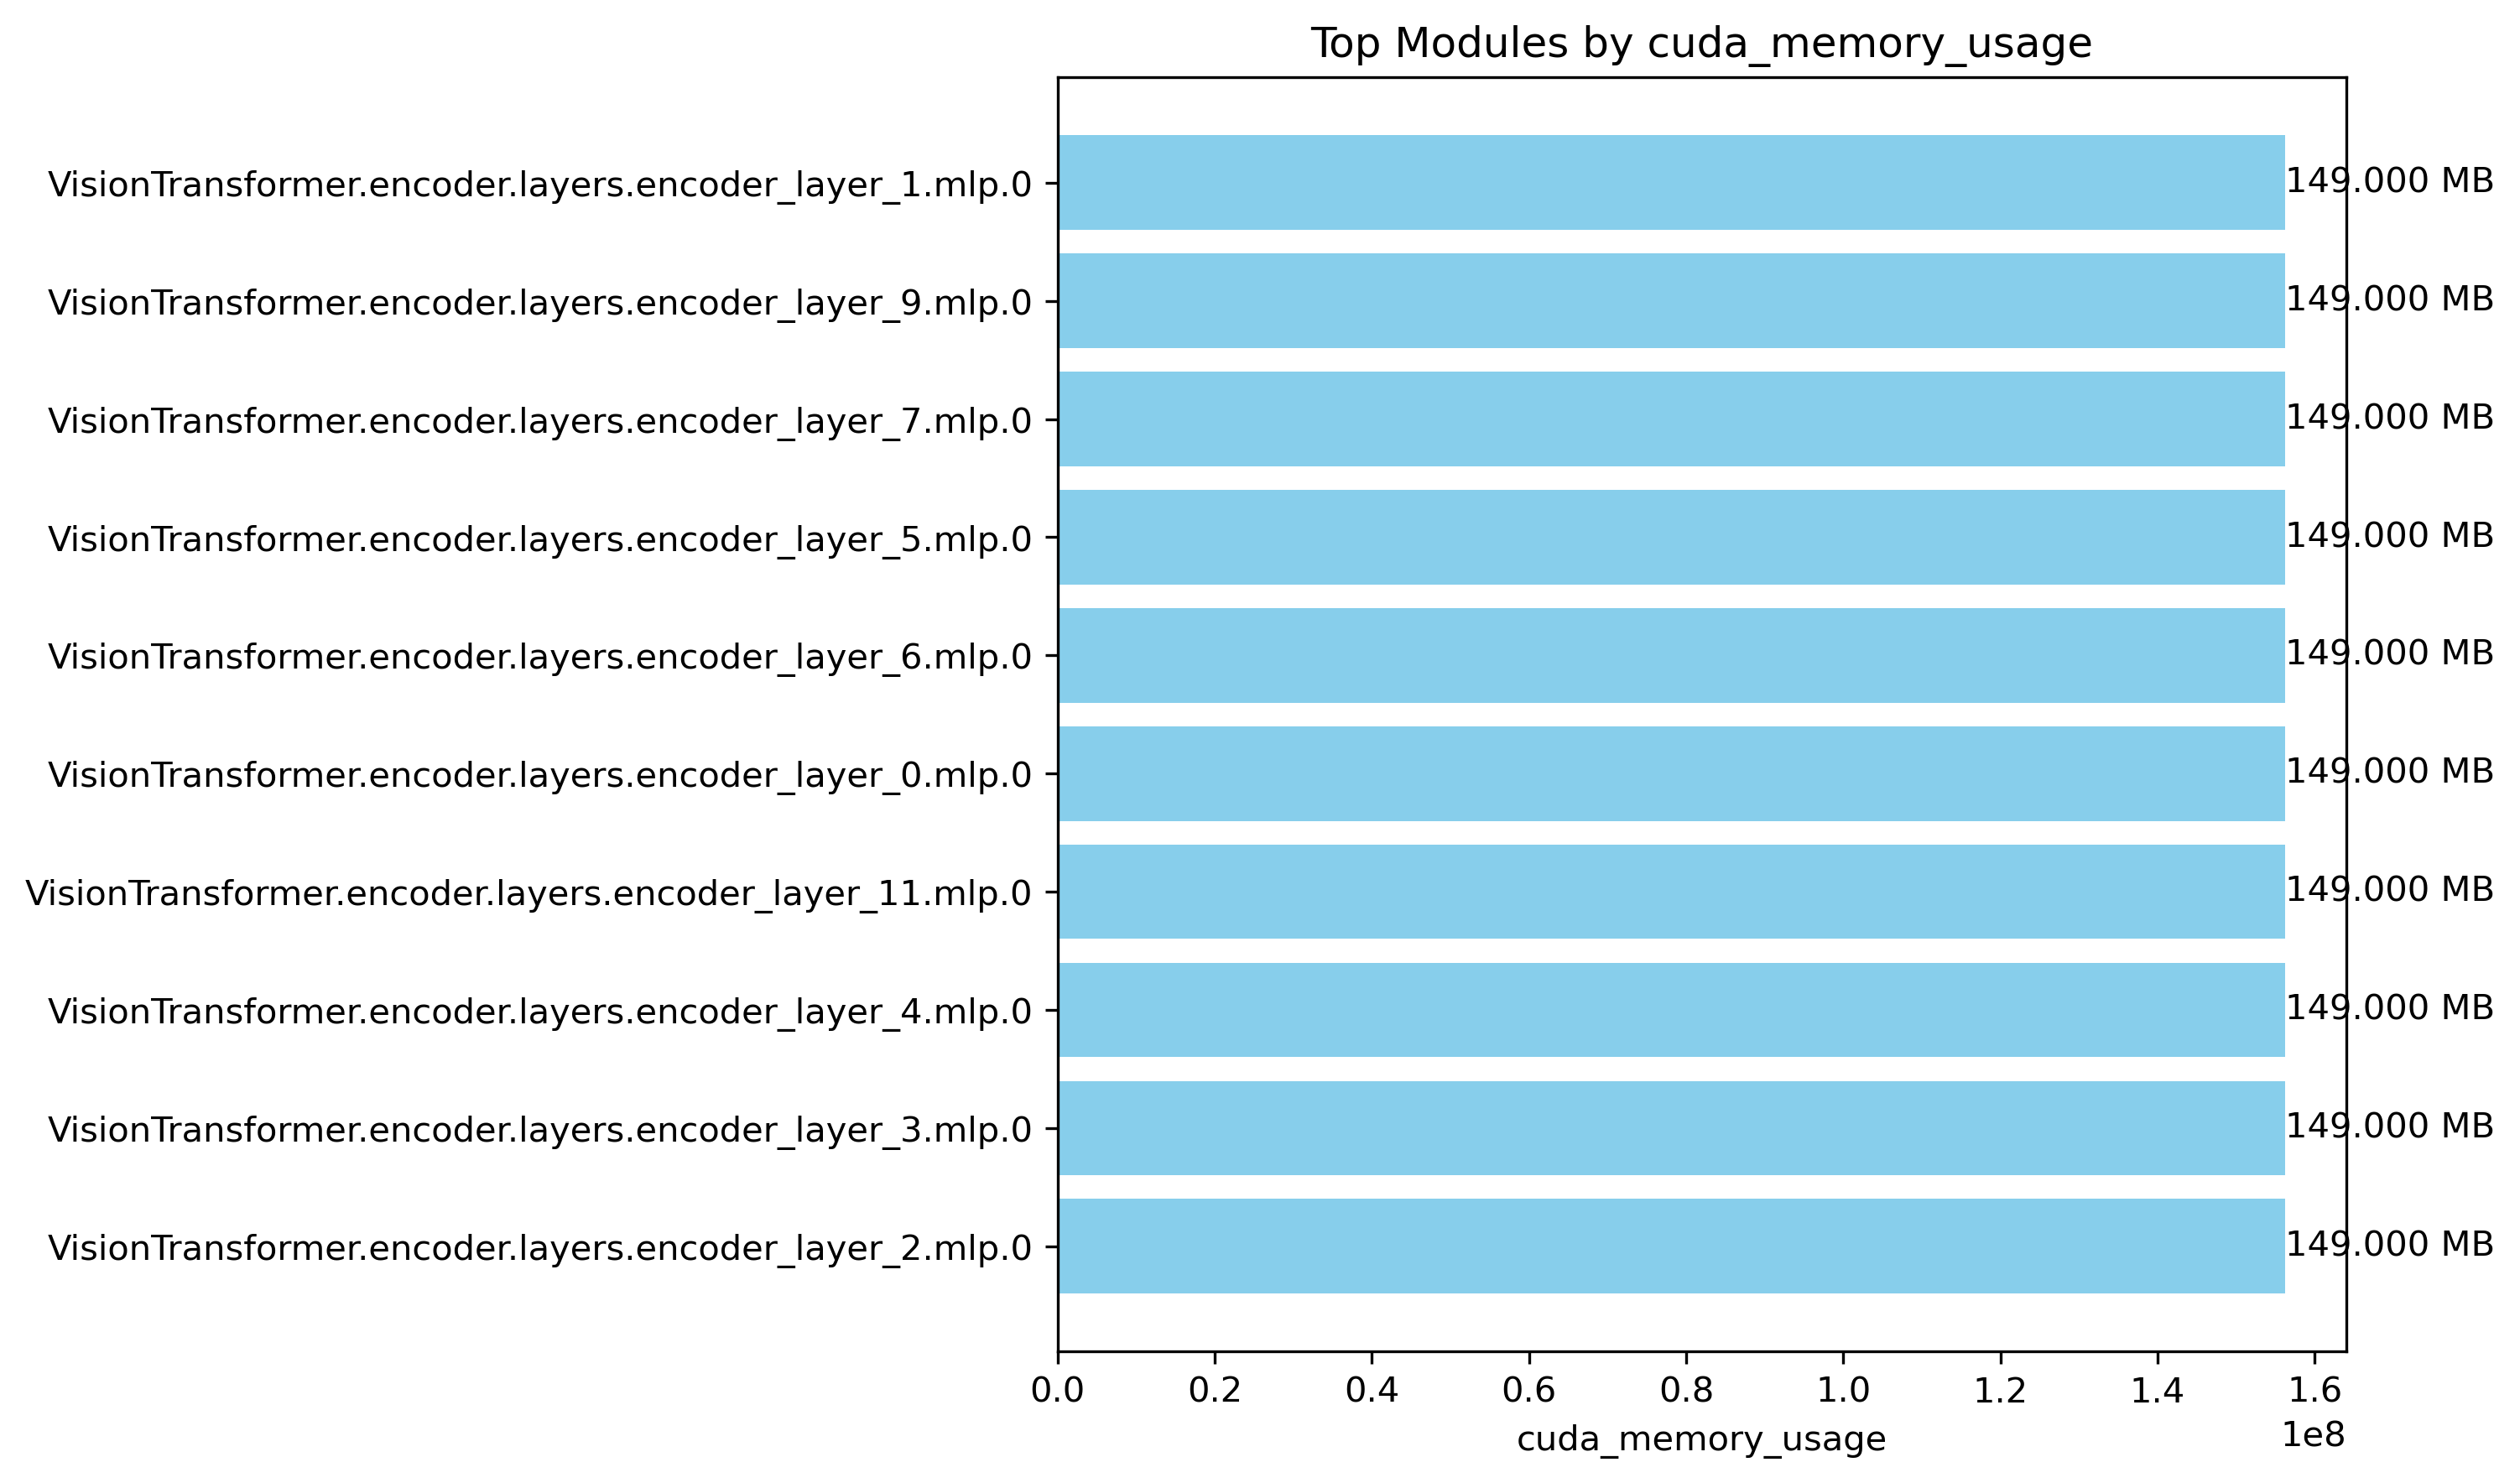 Top Modules by cuda_memory_usage
VisionTransformer.encoder.layers.encoder_layer_1.mlp.0 149.000 MB
VisionTransformer.encoder.layers.encoder_layer_9.mlp.0 149.000 MB
VisionTransformer.encoder.layers.encoder_layer_7.mlp.0 149.000 MB
VisionTransformer.encoder.layers.encoder_layer_5.mlp.0 149.000 MB
VisionTransformer.encoder.layers.encoder_layer_6.mlp.0 149.000 MB
VisionTransformer.encoder.layers.encoder_layer_0.mlp.0 149.000 MB
VisionTransformer.encoder.layers.encoder_layer_11.mlp.0 149.000 MB
VisionTransformer.encoder.layers.encoder_layer_4.mlp.0 149.000 MB
VisionTransformer.encoder.layers.encoder_layer_3.mlp.0 149.000 MB
VisionTransformer.encoder.layers.encoder_layer_2.mlp.0 149.000 MB
0.0 0.2 0.4 0.6 0.8 1.0 1.2 1.4 1.6
1e8
cuda_memory_usage